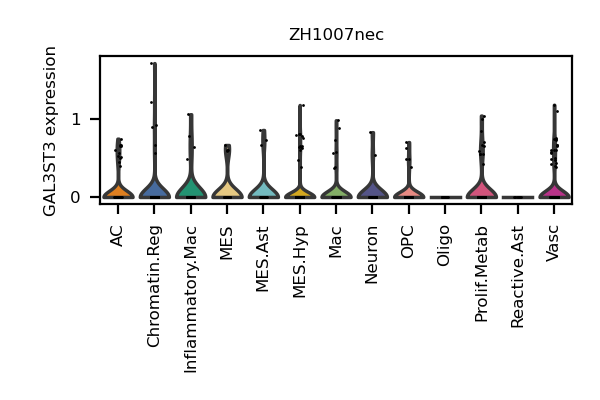 ZH1007nec
GAL3ST3 expression
1
0
AC
Chromatin.Reg
Inflammatory.Mac
MES
MES.Ast
MES.Hyp
Mac
Neuron
OPC
Oligo
Prolif.Metab
Reactive.Ast
Vasc